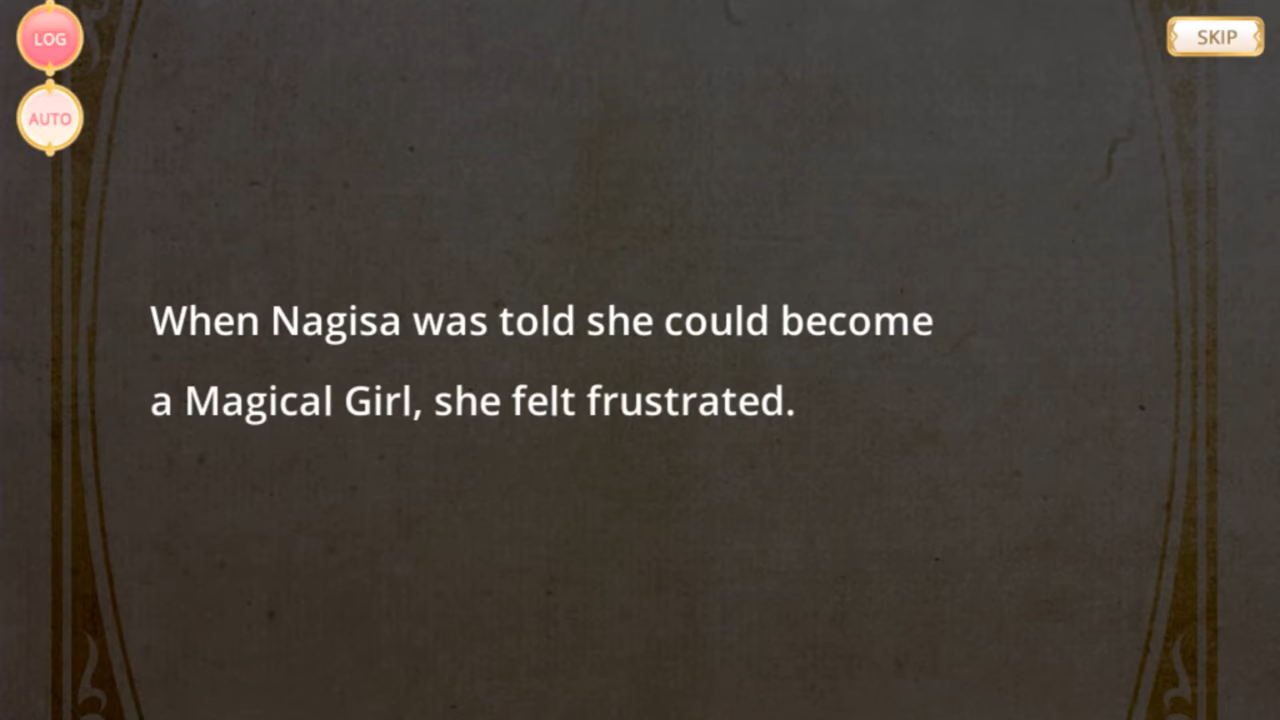 LOG
SKIP
AUTO
When Nagisa was told she could become
a Magical Girl, she felt frustrated.